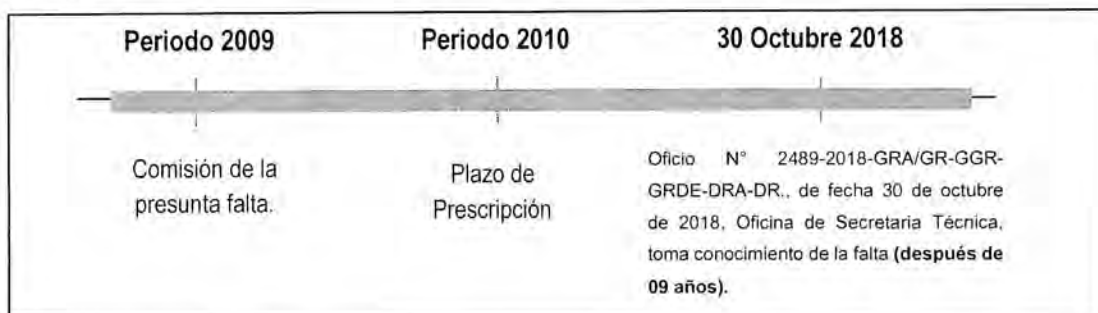 Periodo 2009
Periodo 2010
30 Octubre 2018
Comisión de la
presunta falta.
Plazo de
Prescripción
Oficio N° 2489-2018-GRA/GR-GGR-
GRDE-DRA-DR., de fecha 30 de octubre
de 2018, Oficina de Secretaria Técnica,
toma conocimiento de la falta (después de
09 años).